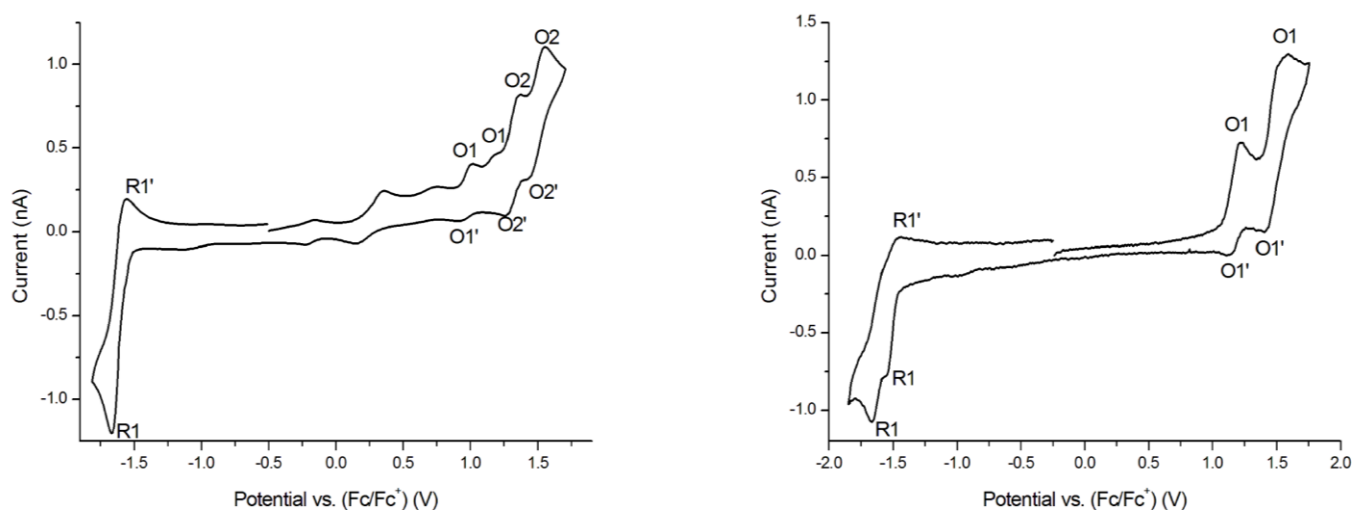 O2
1.0
O2
O1
O1
0.5
R1'
0.0
O1'
O2'
O2'
-0.5
-1.0
R1
Current (nA)
-1.5 -1.0 -0.5 0.0 0.5 1.0 1.5
Potential vs. (Fc/Fc⁺) (V)
1.5
O1
1.0
O1
0.5
R1'
0.0
O1'
O1'
-0.5
R1
-1.0
R1
Current (nA)
-2.0 -1.5 -1.0 -0.5 0.0 0.5 1.0 1.5 2.0
Potential vs. (Fc/Fc⁺) (V)